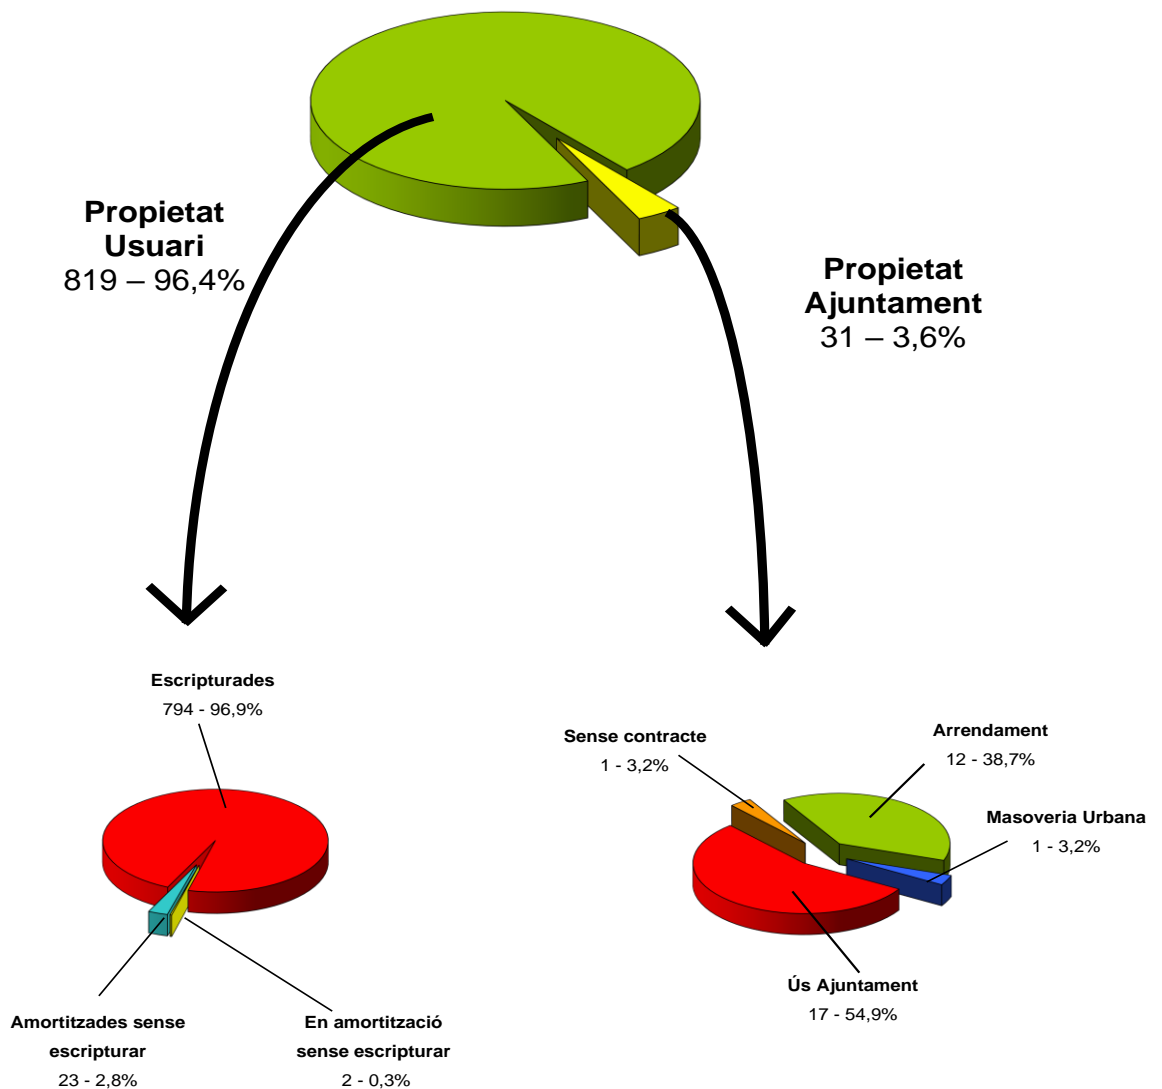 Propietat
Usuari
819 – 96,4%
Propietat
Ajuntament
31 – 3,6%
Escripturades
794 - 96,9%
Amortitzades sense
escripturar
23 - 2,8%
En amortització
sense escripturar
2 - 0,3%
Sense contracte
1 - 3,2%
Arrendament
12 - 38,7%
Masoveria Urbana
1 - 3,2%
Ús Ajuntament
17 - 54,9%